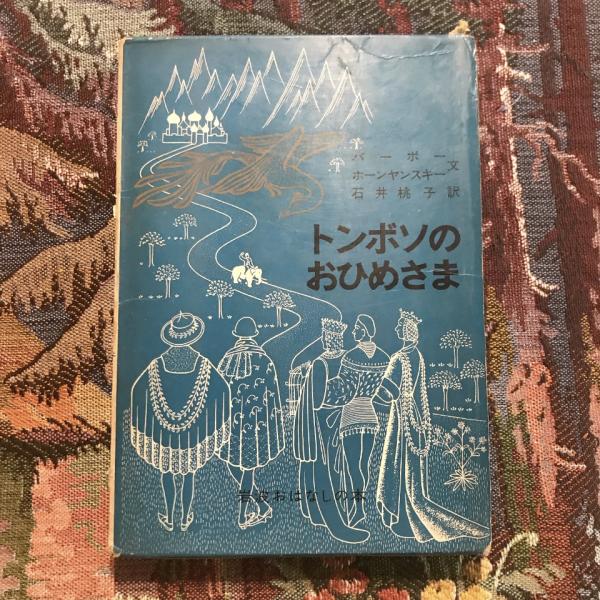 バーボー
ホーンヤンスキー 文
石井桃子 訳
トンボソの
おひめさま
岩波おはなしの本